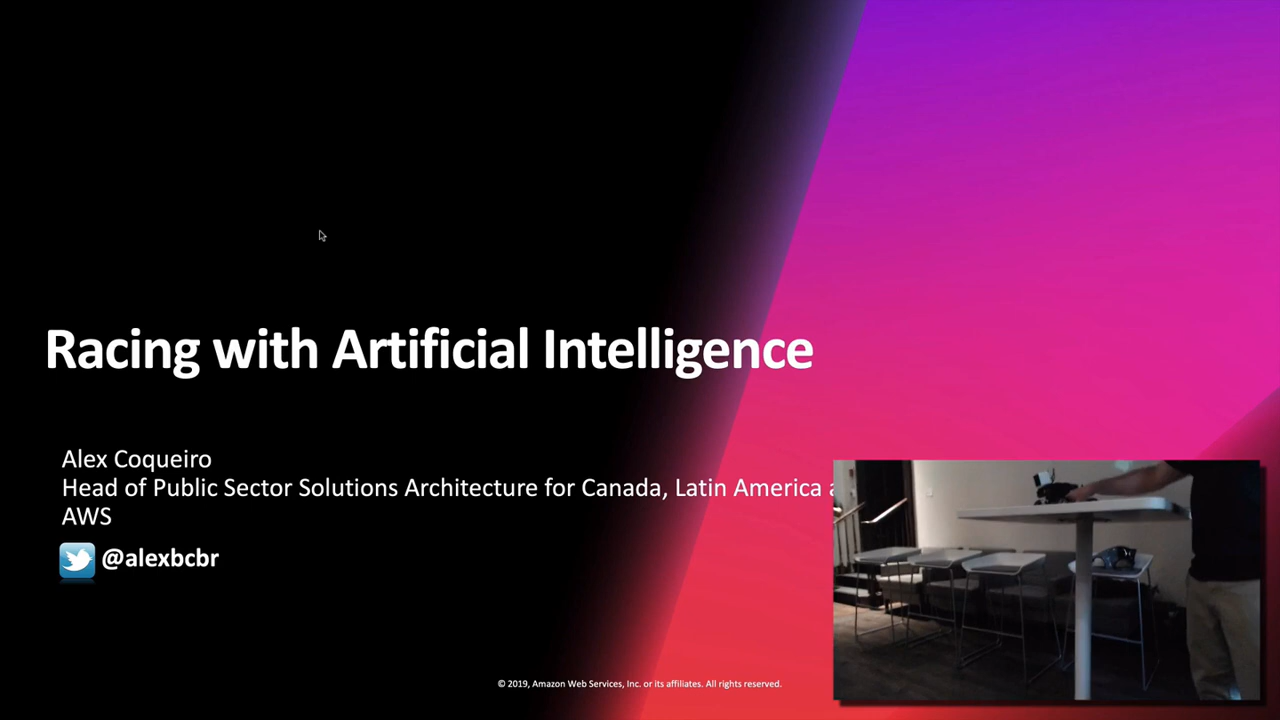 Racing with Artificial Intelligence
Alex Coqueiro
Head of Public Sector Solutions Architecture for Canada, Latin America
AWS
@alexbcbr
© 2019, Amazon Web Services, Inc. or its affiliates. All rights reserved.